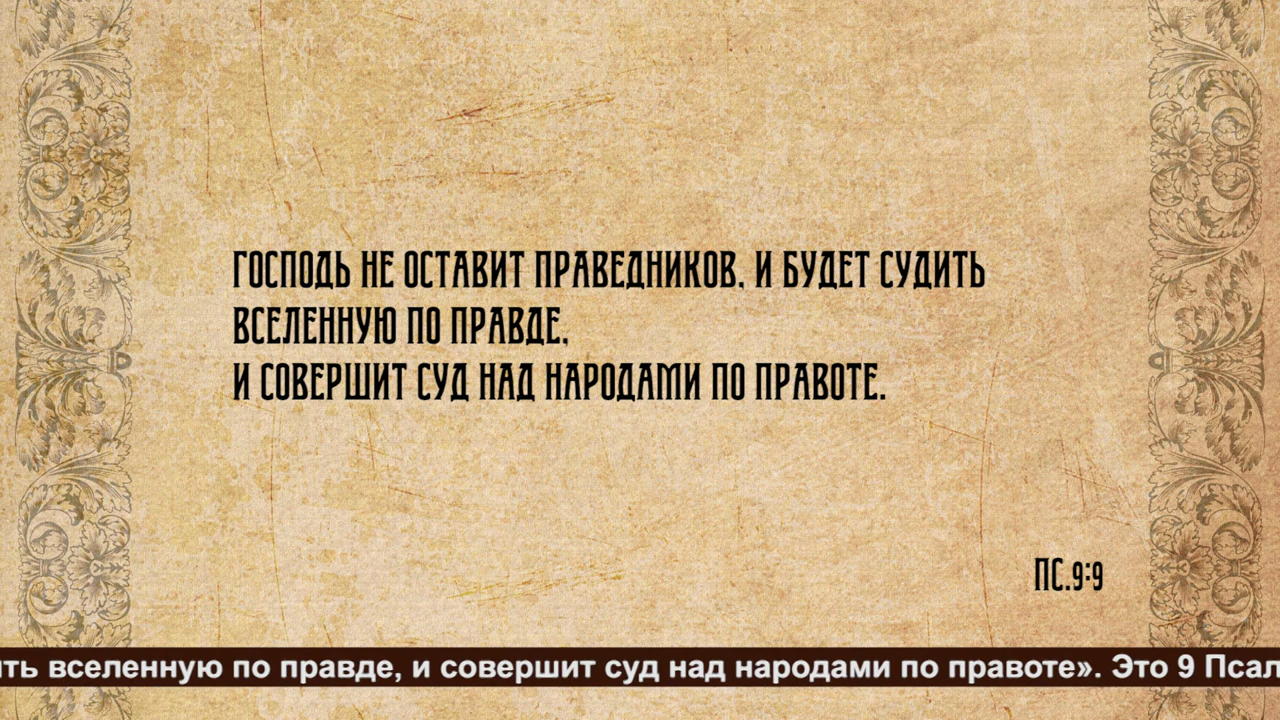 ГОСПОДЬ НЕ ОСТАВИТ ПРАВЕДНИКОВ, И БУДЕТ СУДИТЬ
ВСЕЛЕННУЮ ПО ПРАВДЕ,
И СОВЕРШИТ СУД НАД НАРОДАМИ ПО ПРАВОТЕ.
ПС.9:9
вселенную по правде, и совершит суд над народами по правоте». Это 9